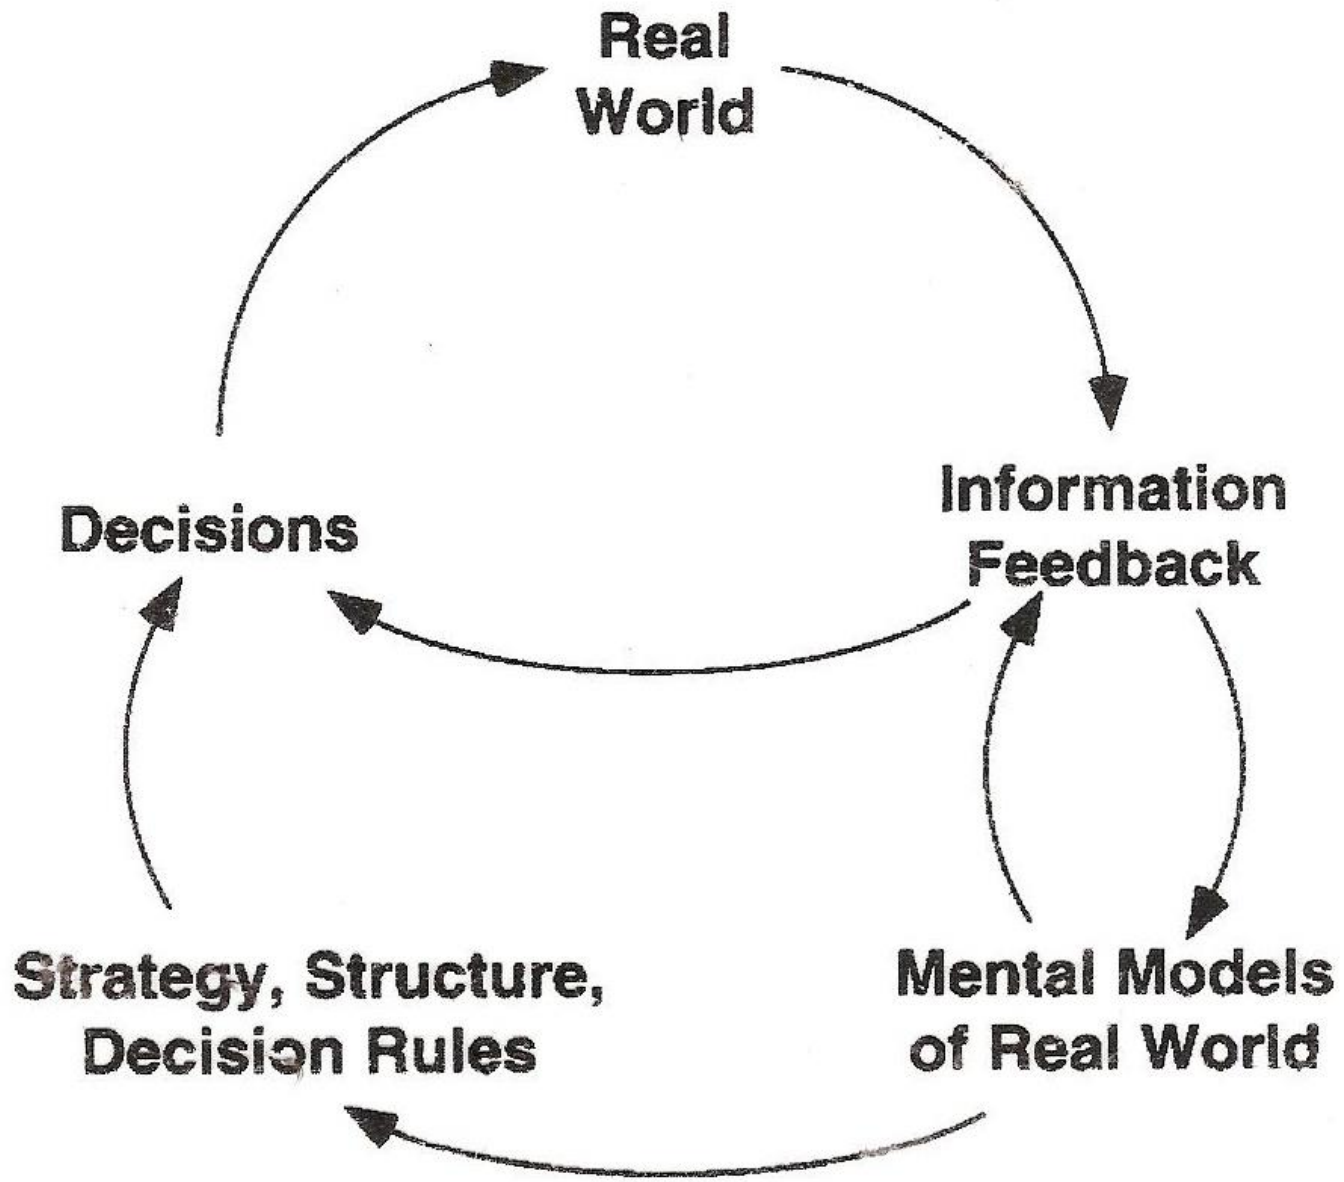 Real
World
Information
Feedback
Decisions
Strategy, Structure,
Decision Rules
Mental Models
of Real World